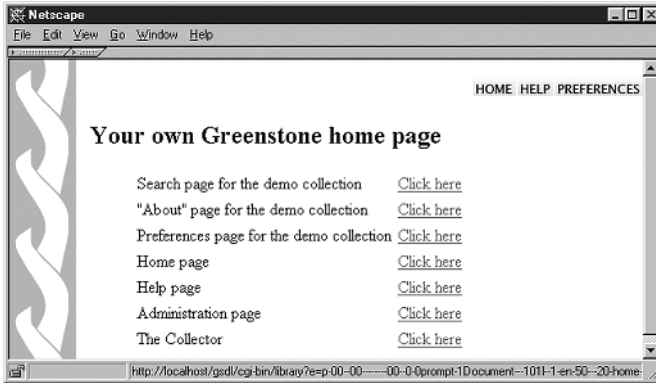 Netscape
File Edit View Go Window Help
HOME HELP PREFERENCES
Your own Greenstone home page
Search page for the demo collection Click here
"About" page for the demo collection Click here
Preferences page for the demo collection Click here
Home page Click here
Help page Click here
Administration page Click here
The Collector Click here
http://localhost/gsdl/cgi-bin/library?e=p-00-00-------00-0-0prompt-1Document---101l-1-en-50---20-home-